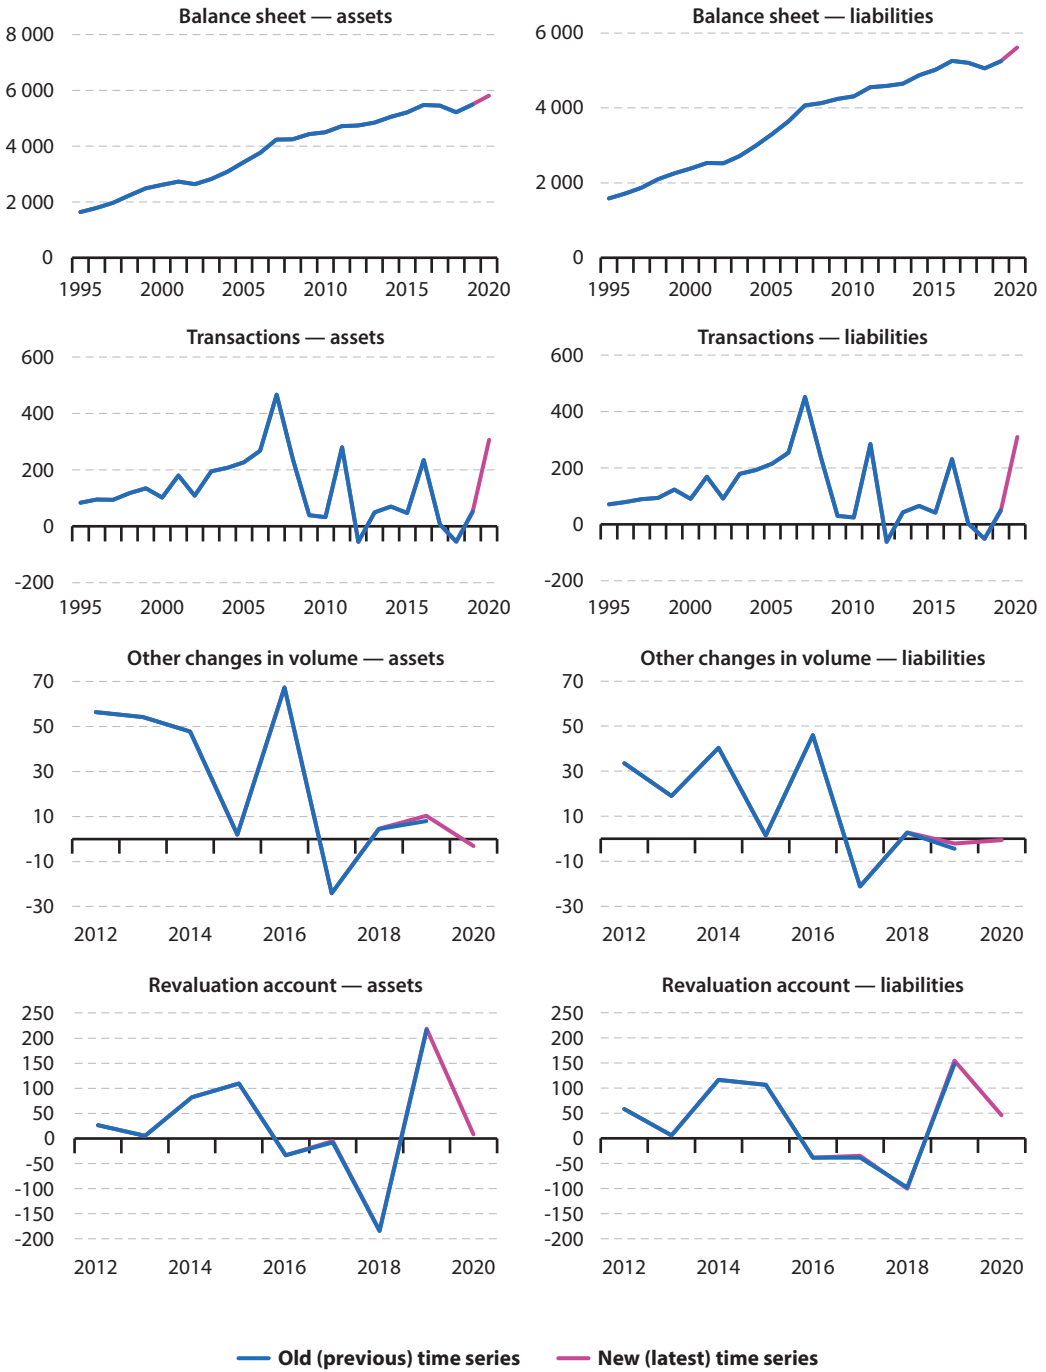 Balance sheet — assets
8 000
6 000
4 000
2 000
0
1995 2000 2005 2010 2015 2020
Balance sheet — liabilities
6 000
4 000
2 000
0
1995 2000 2005 2010 2015 2020
Transactions — assets
600
400
200
0
-200
1995 2000 2005 2010 2015 2020
Transactions — liabilities
600
400
200
0
-200
1995 2000 2005 2010 2015 2020
Other changes in volume — assets
70
50
30
10
-10
-30
2012 2014 2016 2018 2020
Other changes in volume — liabilities
70
50
30
10
-10
-30
2012 2014 2016 2018 2020
Revaluation account — assets
250
200
150
100
50
0
-50
-100
-150
-200
2012 2014 2016 2018 2020
Revaluation account — liabilities
250
200
150
100
50
0
-50
-100
-150
-200
2012 2014 2016 2018 2020
Old (previous) time series
New (latest) time series